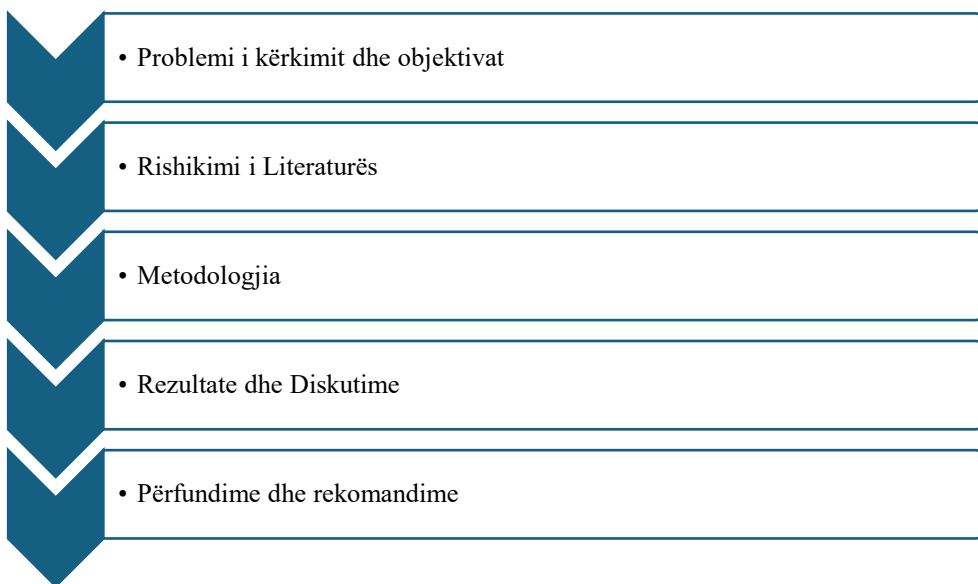 • Problemi i kërkimit dhe objektivat
• Rishikimi i Literaturës
• Metodologjia
• Rezultate dhe Diskutime
• Përfundime dhe rekomandime